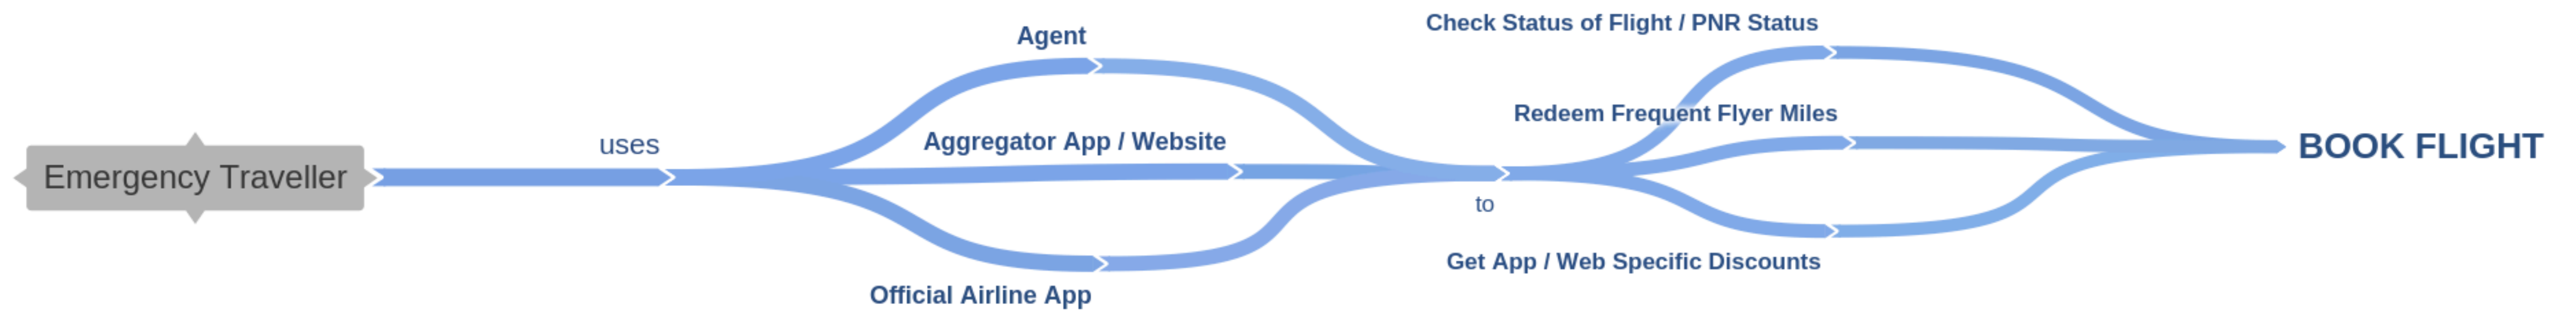 Emergency Traveller
uses
Agent
Aggregator App / Website
Official Airline App
to
Check Status of Flight / PNR Status
Redeem Frequent Flyer Miles
Get App / Web Specific Discounts
BOOK FLIGHT